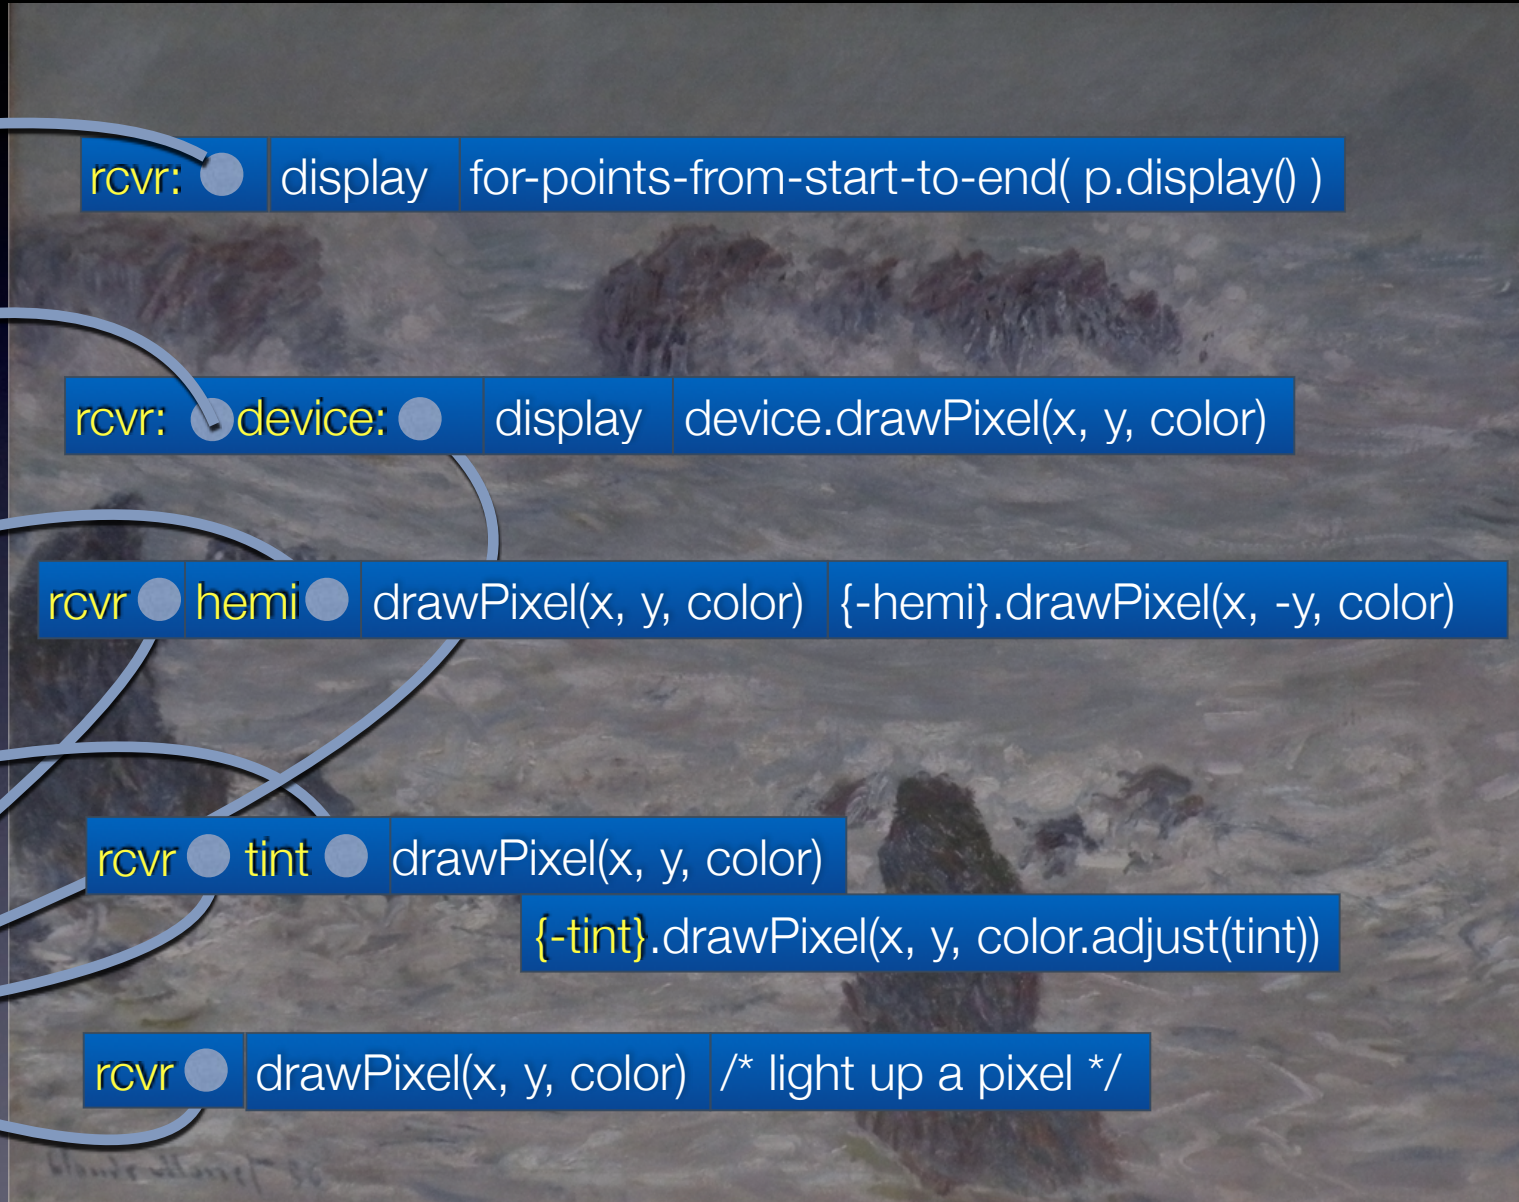 rcvr: display for-points-from-start-to-end( p.display() )
rcvr: device: display device.drawPixel(x, y, color)
rcvr hemi drawPixel(x, y, color) {-hemi}.drawPixel(x, -y, color)
rcvr tint drawPixel(x, y, color)
{-tint}.drawPixel(x, y, color.adjust(tint))
rcvr drawPixel(x, y, color) /* light up a pixel */